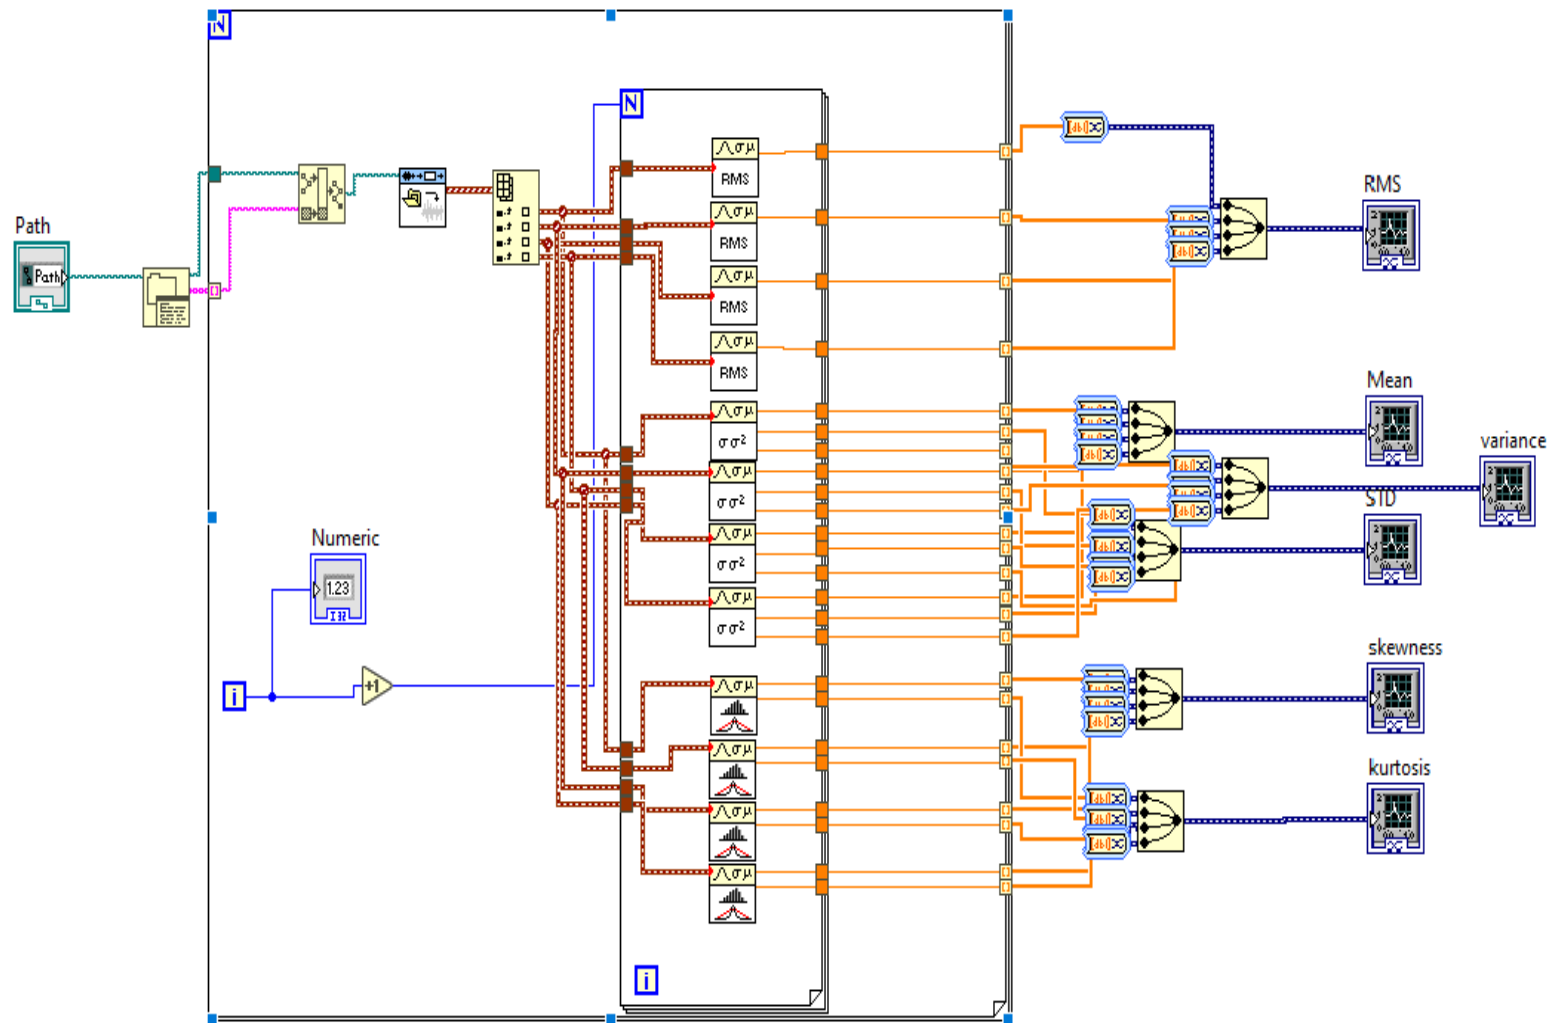 N
N
RMS
RMS
RMS
RMS
RMS
Path
Path
Mean
variance
STD
σσ²
σσ²
σσ²
σσ²
Numeric
1.23
I32
i
+1
skewness
kurtosis
i